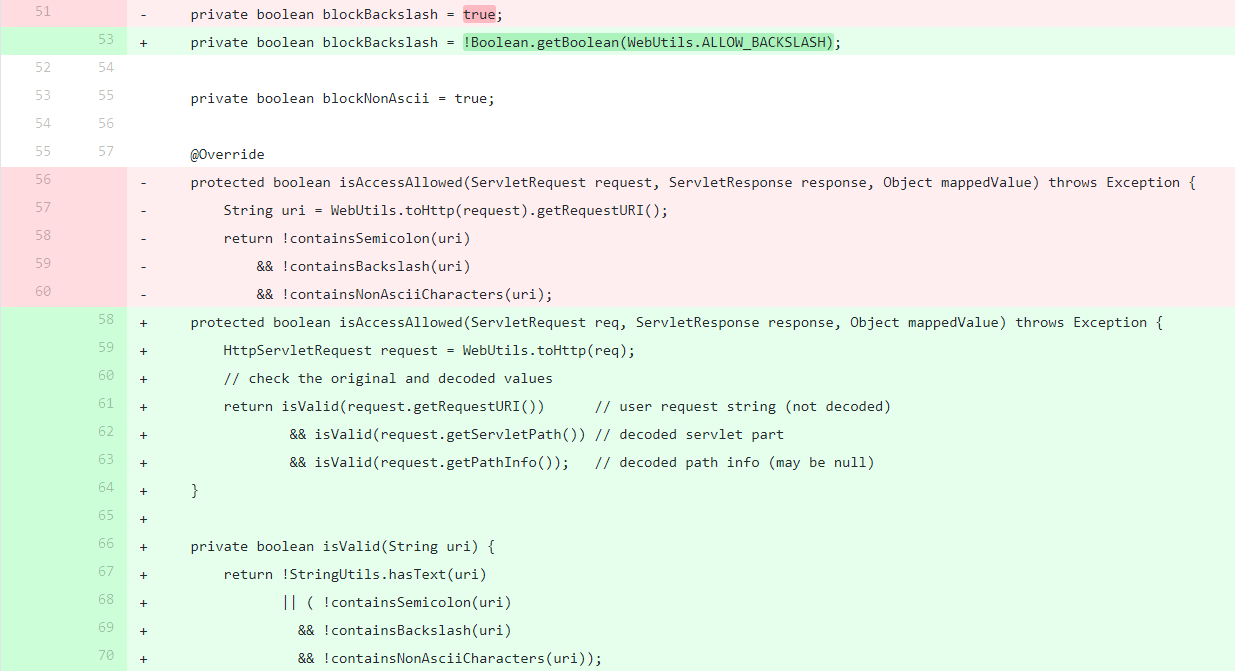 51 - private boolean blockBackslash = true;
53 + private boolean blockBackslash = !Boolean.getBoolean(WebUtils.ALLOW_BACKSLASH);
52 54
53 55 private boolean blockNonAscii = true;
54 56
55 57 @Override
56 - protected boolean isAccessAllowed(ServletRequest request, ServletResponse response, Object mappedValue) throws Exception {
57 - String uri = WebUtils.toHttp(request).getRequestURI();
58 - return !containsSemicolon(uri)
59 - && !containsBackslash(uri)
60 - && !containsNonAsciiCharacters(uri);
58 + protected boolean isAccessAllowed(ServletRequest req, ServletResponse response, Object mappedValue) throws Exception {
59 + HttpServletRequest request = WebUtils.toHttp(req);
60 + // check the original and decoded values
61 + return isValid(request.getRequestURI()) // user request string (not decoded)
62 + && isValid(request.getServletPath()) // decoded servlet part
63 + && isValid(request.getPathInfo()); // decoded path info (may be null)
64 + }
65 +
66 + private boolean isValid(String uri) {
67 + return !StringUtils.hasText(uri)
68 + || ( !containsSemicolon(uri)
69 + && !containsBackslash(uri)
70 + && !containsNonAsciiCharacters(uri));